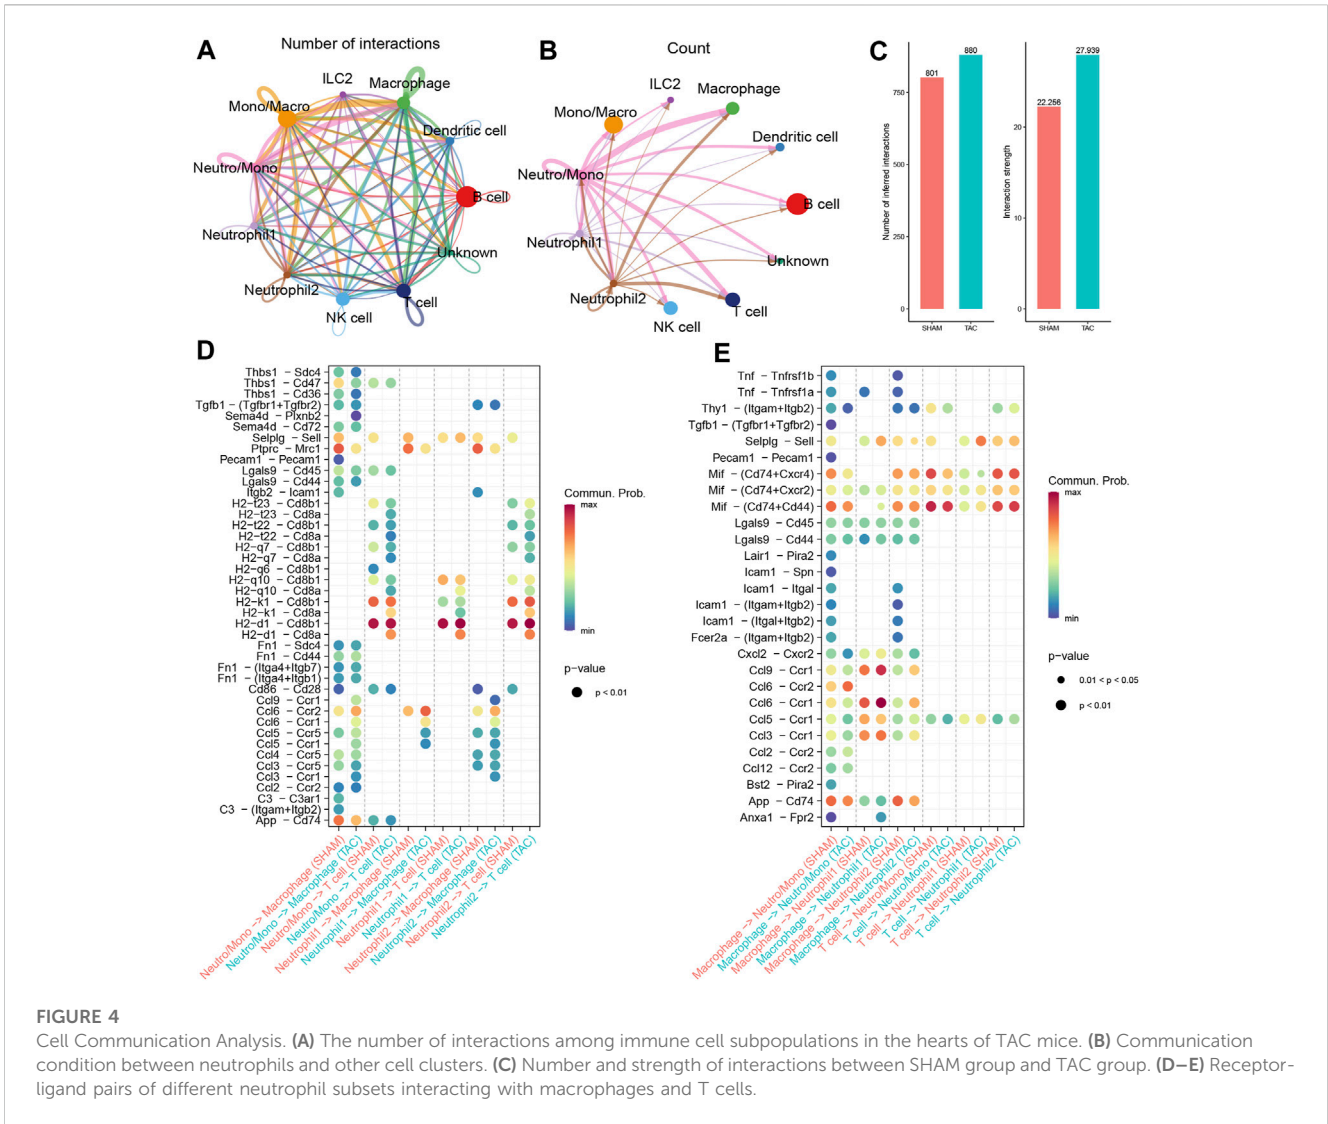 A
Number of interactions
ILC2
Macrophage
Mono/Macro
Dendritic cell
Neutro/Mono
B cell
Neutrophil1
Unknown
Neutrophil2
T cell
NK cell
B
Count
ILC2
Macrophage
Mono/Macro
Dendritic cell
Neutro/Mono
B cell
Neutrophil1
Unknown
Neutrophil2
T cell
NK cell
C
Number of inferred interactions
750
500
250
0
801
880
SHAM
TAC
Interaction strength
20
10
0
22.256
27.939
SHAM
TAC
D
Thbs1 - Sdc4
Thbs1 - Cd47
Thbs1 - Cd36
Tgfb1 - (Tgfbr1+Tgfbr2)
Sema4d - Plxnb2
Sema4d - Cd72
Selplg - Sell
Ptprc - Mrc1
Pecam1 - Pecam1
Lgals9 - Cd45
Lgals9 - Cd44
Itgb2 - Icam1
H2-t23 - Cd8b1
H2-t23 - Cd8a
H2-t22 - Cd8b1
H2-t22 - Cd8a
H2-q7 - Cd8b1
H2-q7 - Cd8a
H2-q6 - Cd8b1
H2-q10 - Cd8b1
H2-q10 - Cd8a
H2-k1 - Cd8b1
H2-k1 - Cd8a
H2-d1 - Cd8b1
H2-d1 - Cd8a
Fn1 - Sdc4
Fn1 - Cd44
Fn1 - (Itga4+Itgb7)
Fn1 - (Itga4+Itgb1)
Cd86 - Cd28
Ccl9 - Ccr1
Ccl6 - Ccr2
Ccl6 - Ccr1
Ccl5 - Ccr5
Ccl5 - Ccr1
Ccl4 - Ccr5
Ccl3 - Ccr5
Ccl3 - Ccr1
Ccl2 - Ccr2
C3 - C3ar1
C3 - (Itgam+Itgb2)
App - Cd74
Neutro/Mono -> Macrophage (SHAM)
Neutro/Mono -> Macrophage (TAC)
Neutro/Mono -> T cell (SHAM)
Neutro/Mono -> T cell (TAC)
Neutrophil1 -> Macrophage (SHAM)
Neutrophil1 -> Macrophage (TAC)
Neutrophil1 -> T cell (SHAM)
Neutrophil1 -> T cell (TAC)
Neutrophil2 -> Macrophage (SHAM)
Neutrophil2 -> Macrophage (TAC)
Neutrophil2 -> T cell (SHAM)
Neutrophil2 -> T cell (TAC)
Commun. Prob.
max
min
p-value
p < 0.01
E
Tnf - Tnfrsf1b
Tnf - Tnfrsf1a
Thy1 - (Itgam+Itgb2)
Tgfb1 - (Tgfbr1+Tgfbr2)
Selplg - Sell
Pecam1 - Pecam1
Mif - (Cd74+Cxcr4)
Mif - (Cd74+Cxcr2)
Mif - (Cd74+Cd44)
Lgals9 - Cd45
Lgals9 - Cd44
Lair1 - Pira2
Icam1 - Spn
Icam1 - Itgal
Icam1 - (Itgam+Itgb2)
Icam1 - (Itgal+Itgb2)
Fcer2a - (Itgam+Itgb2)
Cxcl2 - Cxcr2
Ccl9 - Ccr1
Ccl6 - Ccr2
Ccl6 - Ccr1
Ccl5 - Ccr1
Ccl3 - Ccr1
Ccl2 - Ccr2
Ccl12 - Ccr2
Bst2 - Pira2
App - Cd74
Anxa1 - Fpr2
Macrophage -> Neutro/Mono (SHAM)
Macrophage -> Neutro/Mono (TAC)
Macrophage -> Neutrophil1 (SHAM)
Macrophage -> Neutrophil1 (TAC)
Macrophage -> Neutrophil2 (SHAM)
Macrophage -> Neutrophil2 (TAC)
T cell -> Neutro/Mono (SHAM)
T cell -> Neutro/Mono (TAC)
T cell -> Neutrophil1 (SHAM)
T cell -> Neutrophil1 (TAC)
T cell -> Neutrophil2 (SHAM)
T cell -> Neutrophil2 (TAC)
Commun. Prob.
max
min
p-value
0.01 < p < 0.05
p < 0.01
FIGURE 4
Cell Communication Analysis. (A) The number of interactions among immune cell subpopulations in the hearts of TAC mice. (B) Communication
condition between neutrophils and other cell clusters. (C) Number and strength of interactions between SHAM group and TAC group. (D–E) Receptor-
ligand pairs of different neutrophil subsets interacting with macrophages and T cells.